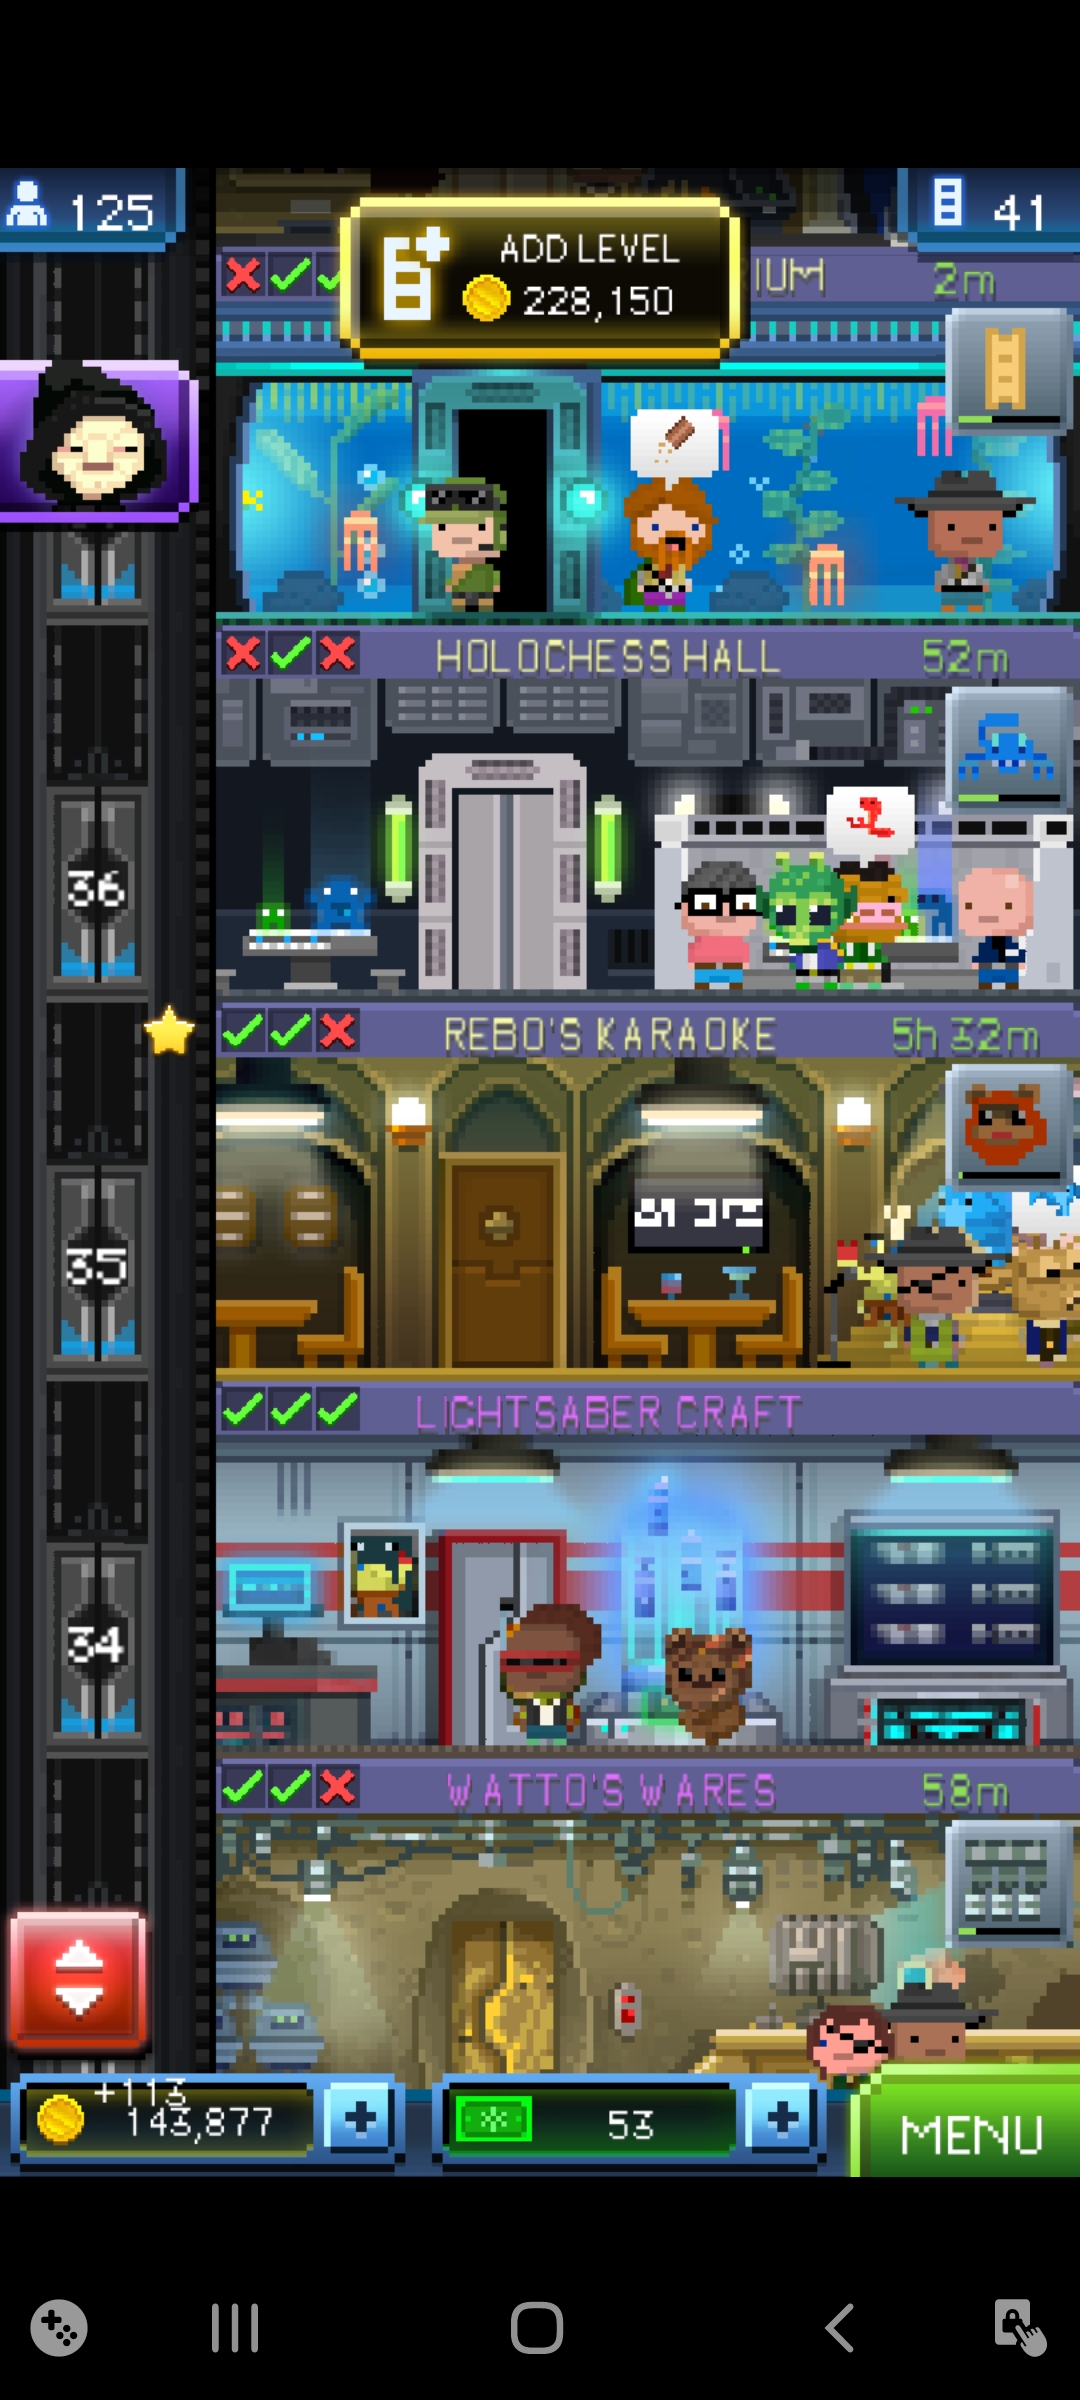 125
ADD LEVEL
228,150
41
IUM 2m
HOLOCHESS HALL 52m
36
REBO'S KARAOKE 5h 32m
35
LIGHTSABER CRAFT
34
WATTO'S WARES 58m
+113
143,877
53
MENU